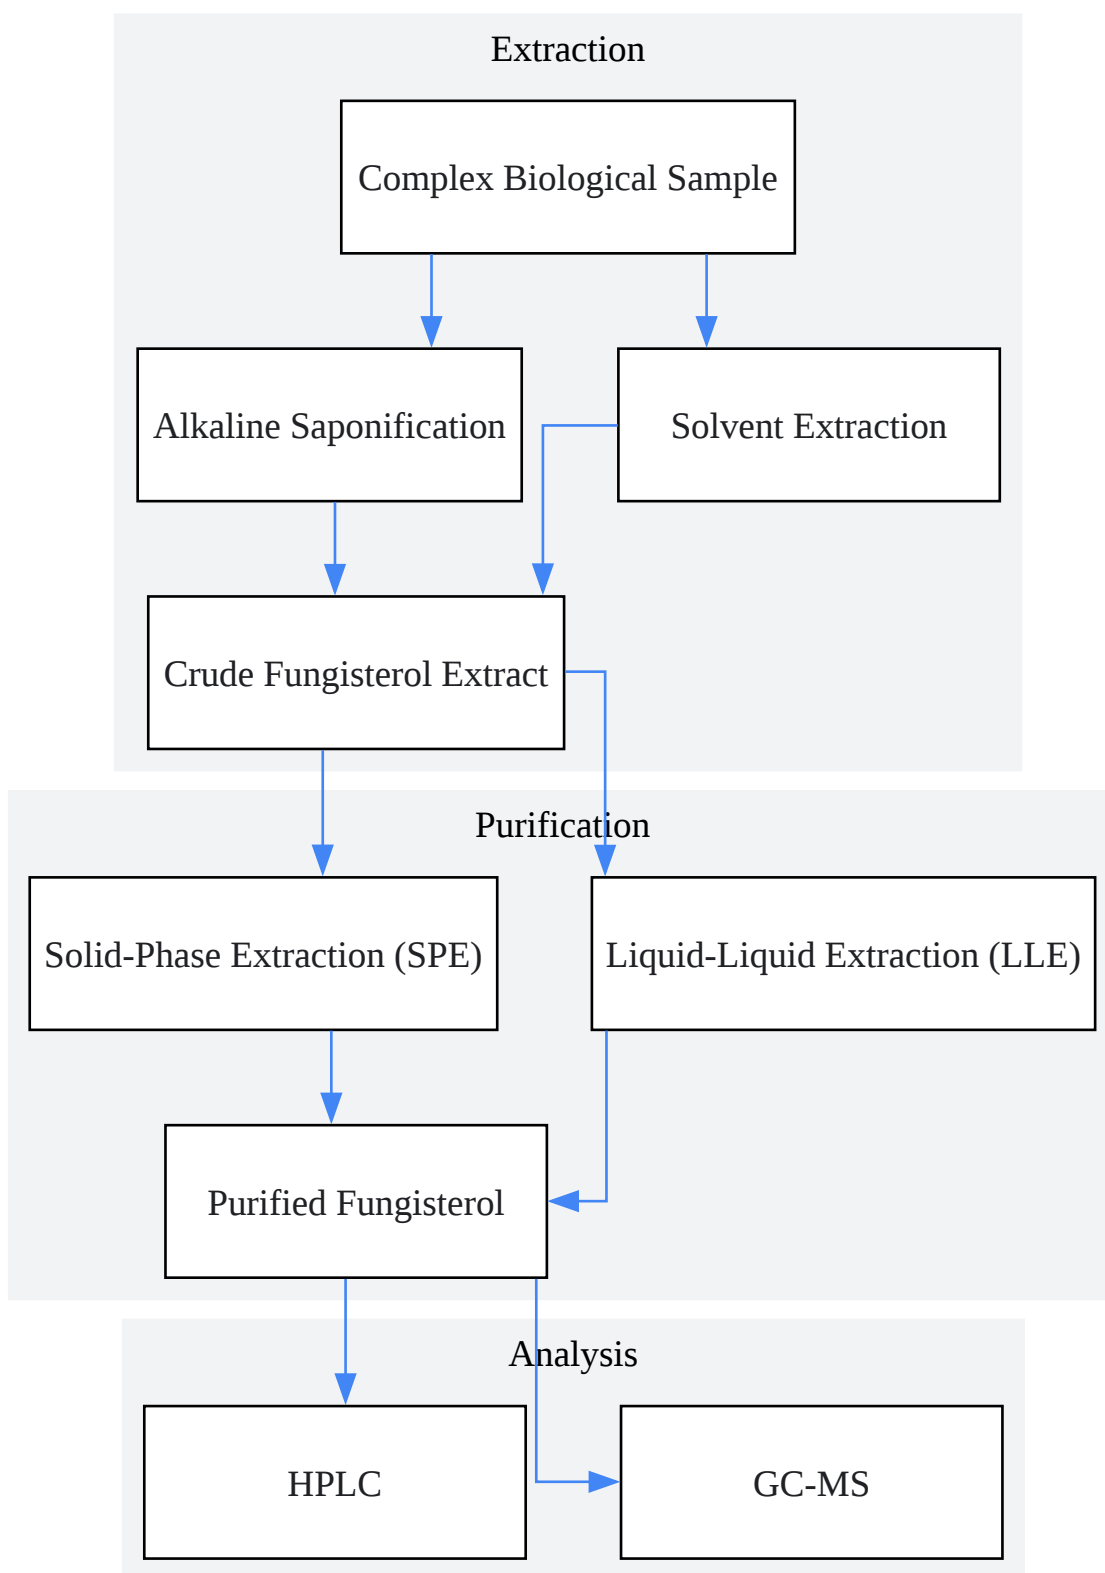 Extraction
Complex Biological Sample
Alkaline Saponification
Solvent Extraction
Crude Fungisterol Extract
Purification
Solid-Phase Extraction (SPE)
Liquid-Liquid Extraction (LLE)
Purified Fungisterol
Analysis
HPLC
GC-MS